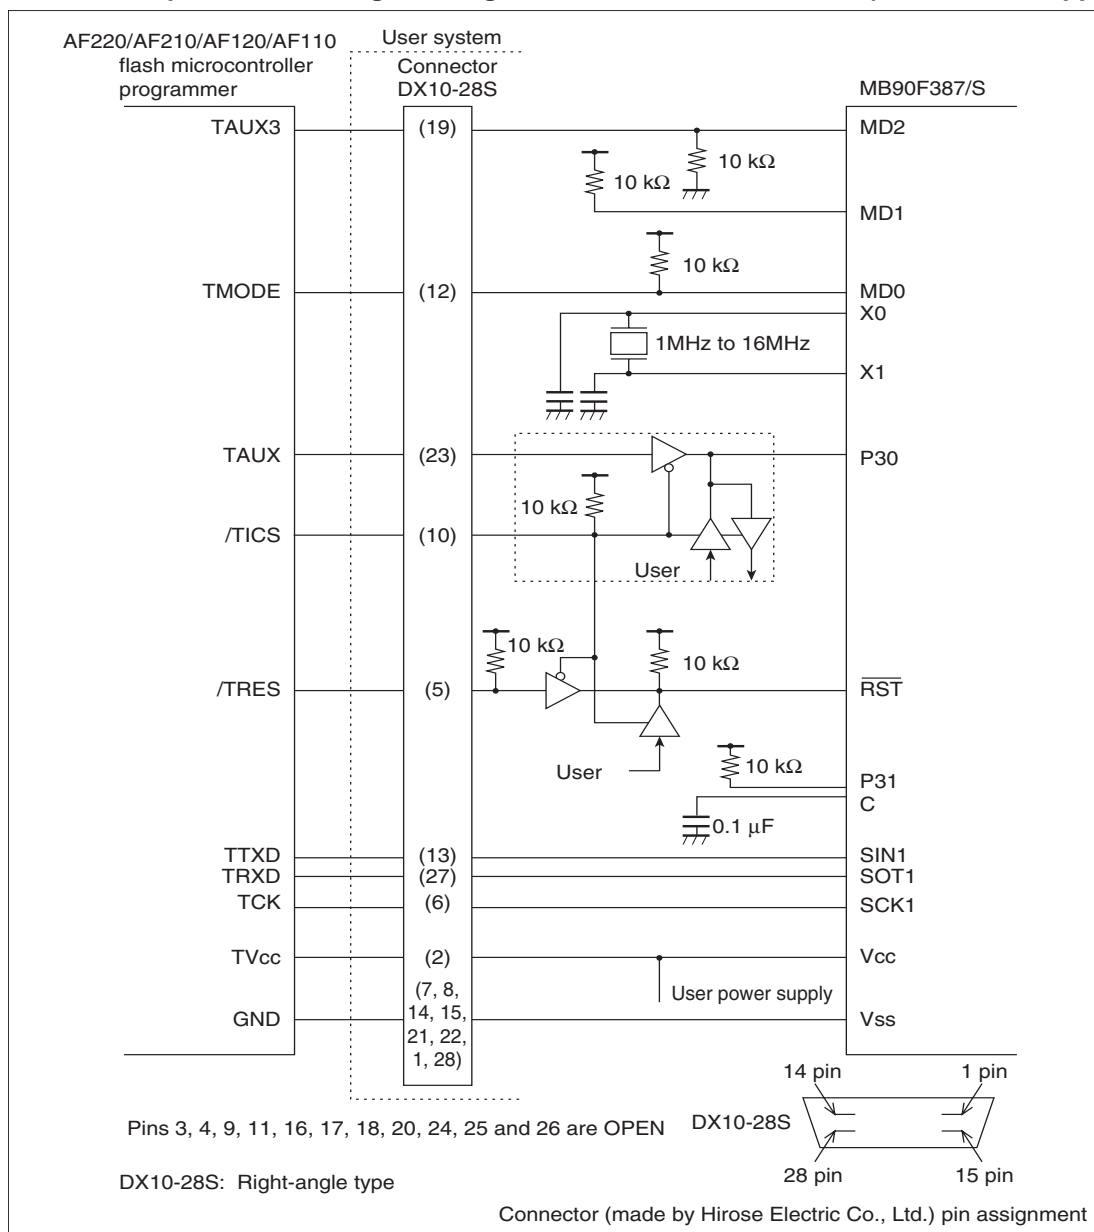 AF220/AF210/AF120/AF110
flash microcontroller
programmer
User system
Connector
DX10-28S
MB90F387/S
TAUX3
(19)
MD2
10 kΩ
10 kΩ
MD1
10 kΩ
TMODE
(12)
MD0
X0
1MHz to 16MHz
X1
TAUX
(23)
P30
10 kΩ
/TICS
(10)
User
10 kΩ
10 kΩ
/TRES
(5)
RST
User
10 kΩ
P31
C
0.1 μF
TTXD
(13)
SIN1
TRXD
(27)
SOT1
TCK
(6)
SCK1
TVcc
(2)
Vcc
User power supply
(7, 8,
14, 15,
21, 22,
1, 28)
GND
Vss
14 pin
1 pin
Pins 3, 4, 9, 11, 16, 17, 18, 20, 24, 25 and 26 are OPEN
DX10-28S
28 pin
15 pin
DX10-28S: Right-angle type
Connector (made by Hirose Electric Co., Ltd.) pin assignment